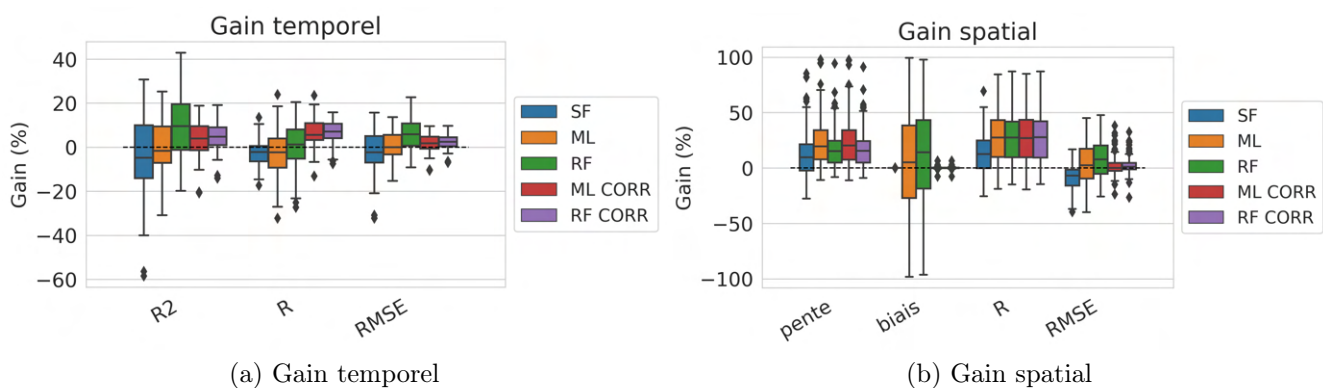 Gain temporel
Gain (%)
40
20
0
−20
−40
−60
R2
R
RMSE
SF
ML
RF
ML CORR
RF CORR
(a) Gain temporel
Gain spatial
Gain (%)
100
50
0
−50
−100
pente
biais
R
RMSE
SF
ML
RF
ML CORR
RF CORR
(b) Gain spatial